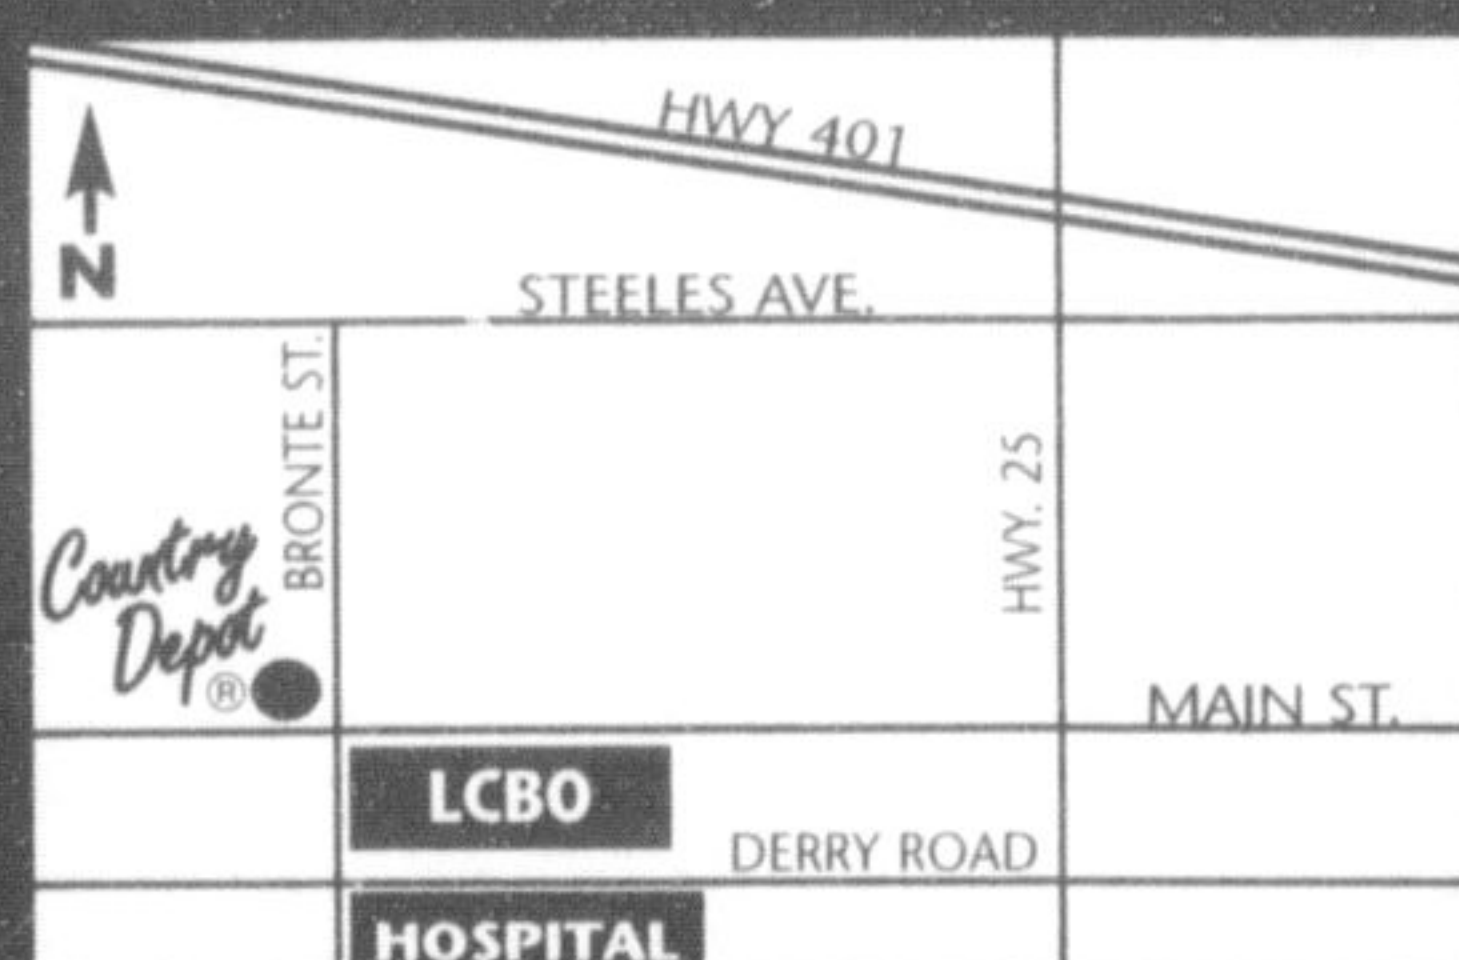 HWY 401
N
STEELES AVE.
BRONTE ST.
HWY. 25
Country
Depot
®
MAIN ST.
LCBO
DERRY ROAD
HOSPITAL